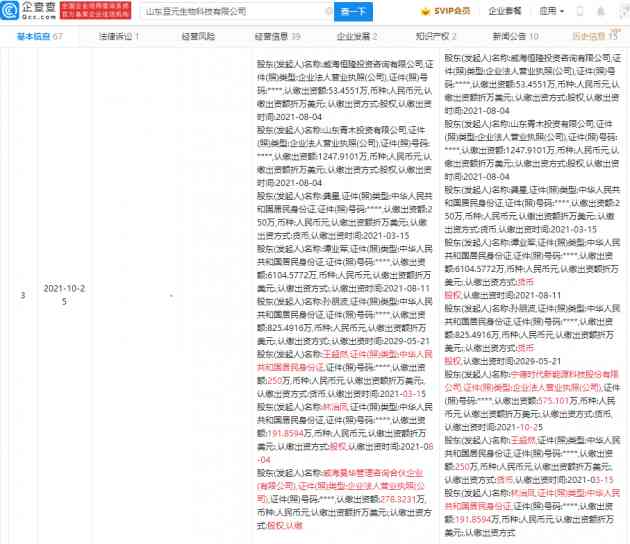 企查查
Qcc.com
全国企业信用查询系统
官方备案企业征信机构
山东昱元生物科技有限公司
查一下
SVIP会员
企业套餐
应用
基本信息 67
法律诉讼 1
经营风险
经营信息 39
企业发展 2
知识产权 2
新闻公告 10
历史信息 15
3
2021-10-2
5
-
股东(发起人)名称:威海恒隆投资咨询有限公司,证
件(照)类型:企业法人营业执照(公司),证件(照)号
码:****,认缴出资额:53.4551万,币种:人民币元,认
缴出资额折万美元:,认缴出资方式:股权,认缴出资
时间:2021-08-04
股东(发起人)名称:山东青木投资有限公司,证件
(照)类型:企业法人营业执照(公司),证件(照)号码:*
***,认缴出资额:1247.9101万,币种:人民币元,认缴
出资额折万美元:,认缴出资方式:股权,认缴出资时
间:2021-08-04
股东(发起人)名称:龚星,证件(照)类型:中华人民共
和国居民身份证,证件(照)号码:****,认缴出资额:2
50万,币种:人民币元,认缴出资额折万美元:,认缴出
资方式:货币,认缴出资时间:2021-03-15
股东(发起人)名称:谭业军,证件(照)类型:中华人民
共和国居民身份证,证件(照)号码:****,认缴出资
额:6104.5772万,币种:人民币元,认缴出资额折万
美元:,认缴出资方式:,认缴出资时间:2021-08-11
股东(发起人)名称:孙朋波,证件(照)类型:中华人民
共和国居民身份证,证件(照)号码:****,认缴出资
额:825.4916万,币种:人民币元,认缴出资额折万美
元:,认缴出资方式:,认缴出资时间:2029-05-21
股东(发起人)名称:王超然,证件(照)类型:中华人民
共和国居民身份证,证件(照)号码:****,认缴出资
额:250万,币种:人民币元,认缴出资额折万美元:,
认缴出资方式:货币,认缴出资时间:2021-03-15
股东(发起人)名称:林治凤,证件(照)类型:中华人民
共和国居民身份证,证件(照)号码:****,认缴出资
额:191.8594万,币种:人民币元,认缴出资额折万美
元:,认缴出资方式:股权,认缴出资时间:2021-08
-04
股东(发起人)名称:威海昊华管理咨询合伙企业
(有限公司),证件(照)类型:企业法人营业执照(公
司),证件(照)号码:****,认缴出资额:278.3231万,
币种:人民币元,认缴出资额折万美元:,认缴出资方
式:股权,认缴
股东(发起人)名称:威海恒隆投资咨询有限公司,证
件(照)类型:企业法人营业执照(公司),证件(照)号
码:****,认缴出资额:53.4551万,币种:人民币元,认
缴出资额折万美元:,认缴出资方式:股权,认缴出资
时间:2021-08-04
股东(发起人)名称:山东青木投资有限公司,证件
(照)类型:企业法人营业执照(公司),证件(照)号码:*
***,认缴出资额:1247.9101万,币种:人民币元,认缴
出资额折万美元:,认缴出资方式:股权,认缴出资时
间:2021-08-04
股东(发起人)名称:龚星,证件(照)类型:中华人民共
和国居民身份证,证件(照)号码:****,认缴出资额:2
50万,币种:人民币元,认缴出资额折万美元:,认缴出
资方式:货币,认缴出资时间:2021-03-15
股东(发起人)名称:谭业军,证件(照)类型:中华人民
共和国居民身份证,证件(照)号码:****,认缴出资
额:6104.5772万,币种:人民币元,认缴出资额折万
美元:,认缴出资方式:货币
股权,认缴出资时间:2021-08-11
股东(发起人)名称:孙朋波,证件(照)类型:中华人民
共和国居民身份证,证件(照)号码:****,认缴出资
额:825.4916万,币种:人民币元,认缴出资额折万美
元:,认缴出资方式:货币
股权,认缴出资时间:2029-05-21
股东(发起人)名称:宁德时代新能源科技股份有限
公司,证件(照)类型:企业法人营业执照(公司),证件
(照)号码:****,认缴出资额:575.101万,币种:人民币
元,认缴出资额折万美元:,认缴出资方式:货币,
认缴出资时间:2021-10-25
股东(发起人)名称:王超然,证件(照)类型:中华人民
共和国居民身份证,证件(照)号码:****,认缴出资
额:250万,币种:人民币元,认缴出资额折万美元:,
认缴出资方式:货币,认缴出资时间:2021-03-15
股东(发起人)名称:林治凤,证件(照)类型:中华人民
共和国居民身份证,证件(照)号码:****,认缴出资
额:191.8594万,币种:人民币元,认缴出资额折万美
元:,认缴出资方式